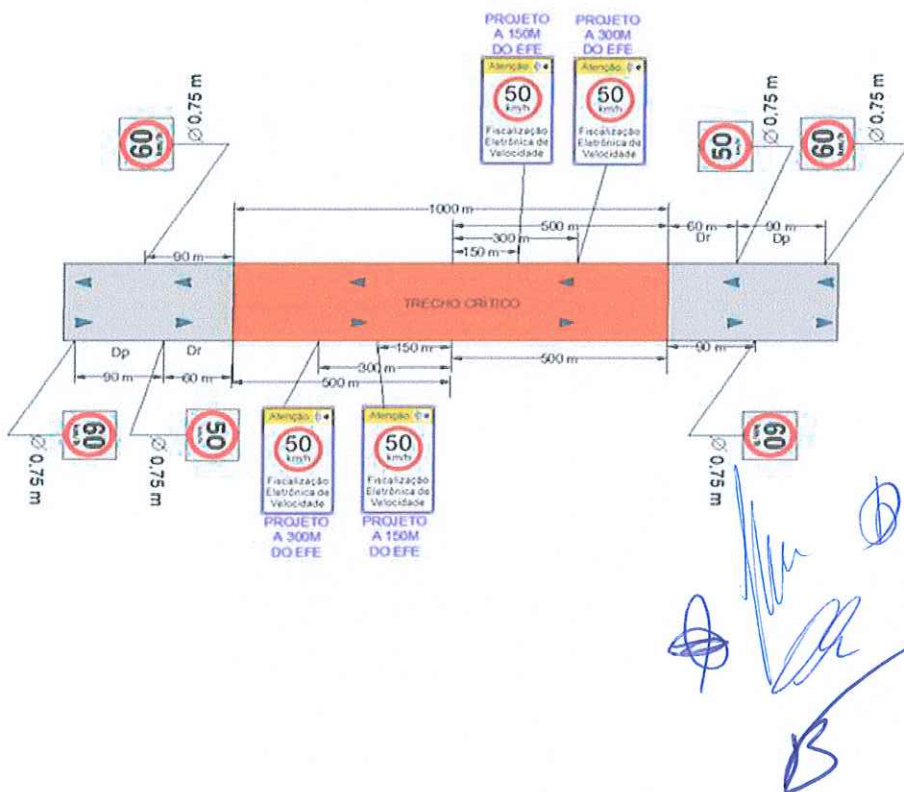 PROJETO
A 150M
DO EFE
PROJETO
A 300M
DO EFE
Atenção
50
km/h
Fiscalização
Eletrônica de
Velocidade
Atenção
50
km/h
Fiscalização
Eletrônica de
Velocidade
60
km/h
Ø 0,75 m
50
km/h
Ø 0,75 m
60
km/h
Ø 0,75 m
1000 m
500 m
300 m
150 m
60 m
Dr
90 m
Dp
90 m
TRECHO CRÍTICO
Dp
90 m
Dr
60 m
150 m
300 m
500 m
500 m
90 m
60
km/h
Ø 0,75 m
50
km/h
Ø 0,75 m
Atenção
50
km/h
Fiscalização
Eletrônica de
Velocidade
PROJETO
A 300M
DO EFE
Atenção
50
km/h
Fiscalização
Eletrônica de
Velocidade
PROJETO
A 150M
DO EFE
60
km/h
Ø 0,75 m